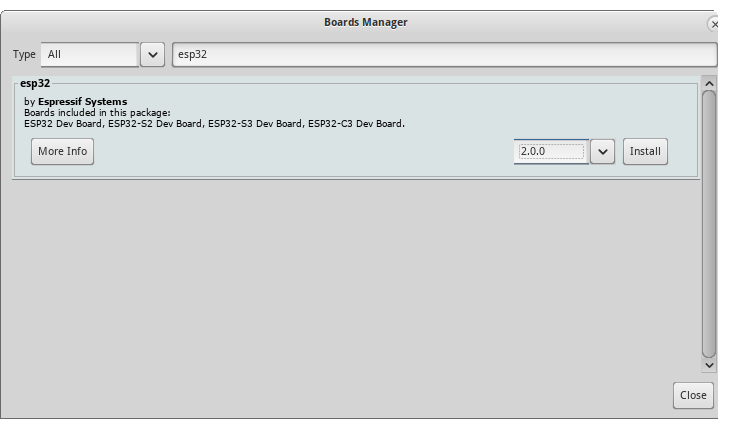 Boards Manager
Type All esp32
esp32
by Espressif Systems
Boards included in this package:
ESP32 Dev Board, ESP32-S2 Dev Board, ESP32-S3 Dev Board, ESP32-C3 Dev Board.
More Info 2.0.0 Install
Close